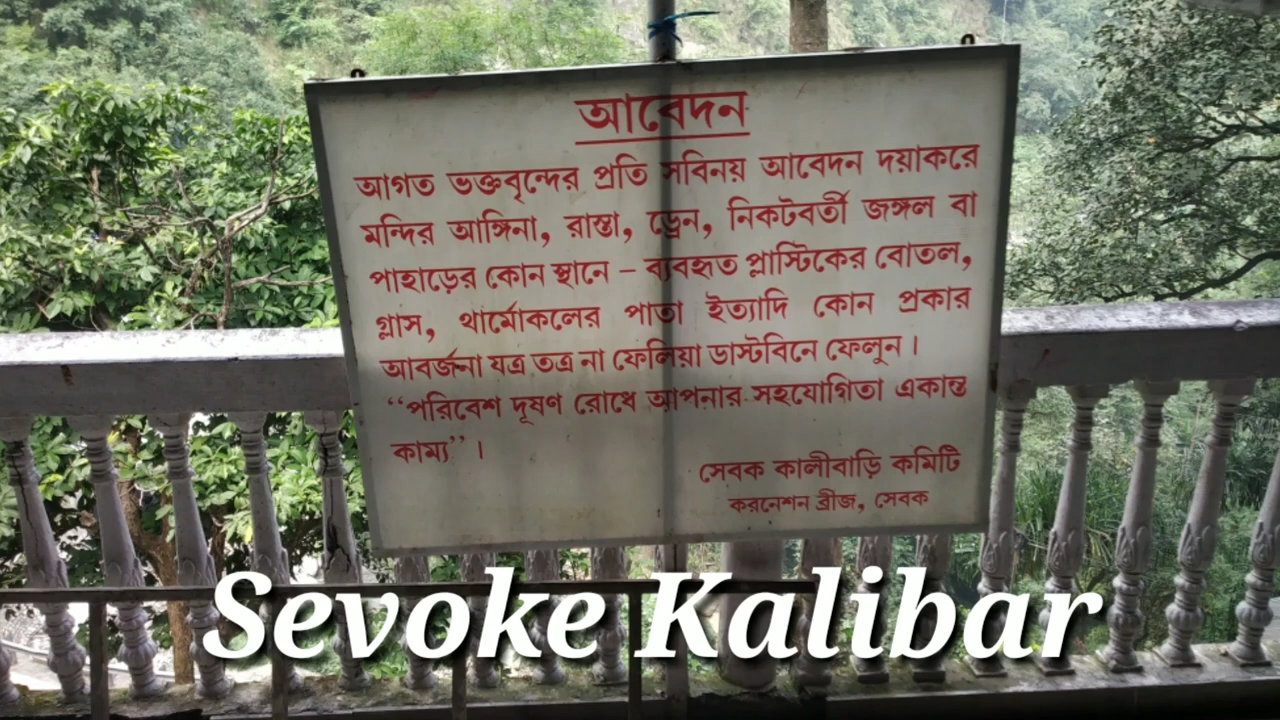 আবেদন
আগত ভক্তবৃন্দের প্রতি সবিনয় আবেদন দয়াকরে
মন্দির আঙ্গিনা, রাস্তা, ড্রেন, নিকটবর্তী জঙ্গল বা
পাহাড়ের কোন স্থানে – ব্যবহৃত প্লাস্টিকের বোতল,
গ্লাস, থার্মোকলের পাতা ইত্যাদি কোন প্রকার
আবর্জনা যত্র তত্র না ফেলিয়া ডাস্টবিনে ফেলুন।
“পরিবেশ দূষণ রোধে আপনার সহযোগিতা একান্ত
কাম্য”।
সেবক কালীবাড়ি কমিটি
করনেশন ব্রীজ, সেবক
Sevoke Kalibar